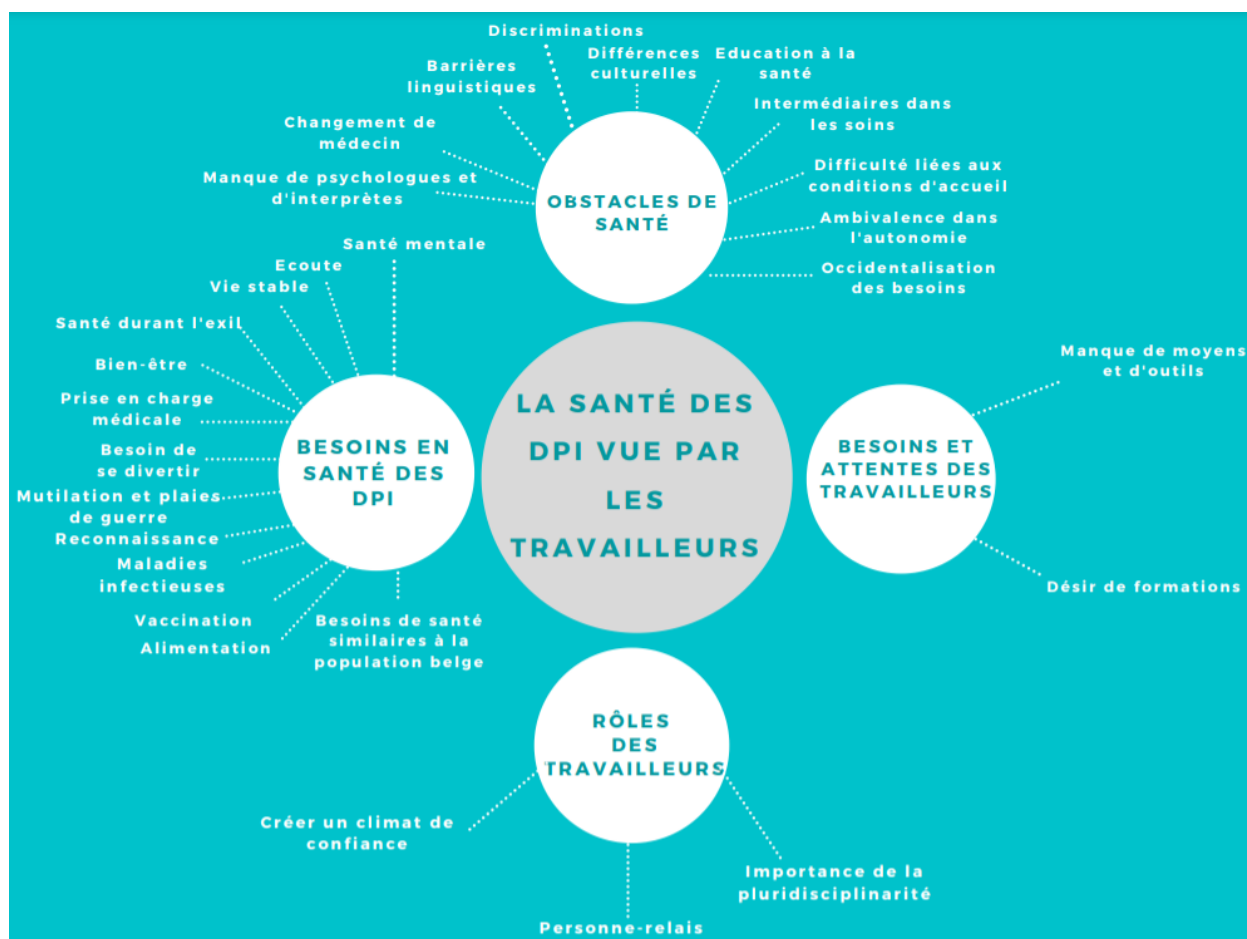 Discriminations
Différences
culturelles
Education à la
santé
Barrières
linguistiques
Intermédiaires dans
les soins
Changement de
médecin
Difficulté liées aux
conditions d'accueil
Manque de psychologues et
d'interprètes
OBSTACLES DE
SANTÉ
Ambivalence dans
l'autonomie
Occidentalisation
des besoins
Santé mentale
Ecoute
Vie stable
Santé durant l'exil
Bien-être
Prise en charge
médicale
Besoin de
se divertir
Mutilation et plaies
de guerre
Reconnaissance
Maladies
infectieuses
Vaccination
Alimentation
Besoins de santé
similaires à la
population belge
BESOINS EN
SANTÉ DES
DPI
LA SANTÉ DES
DPI VUE PAR
LES
TRAVAILLEURS
Manque de moyens
et d'outils
BESOINS ET
ATTENTES DES
TRAVAILLEURS
Désir de formations
RÔLES
DES
TRAVAILLEURS
Créer un climat de
confiance
Importance de la
pluridisciplinarité
Personne-relais